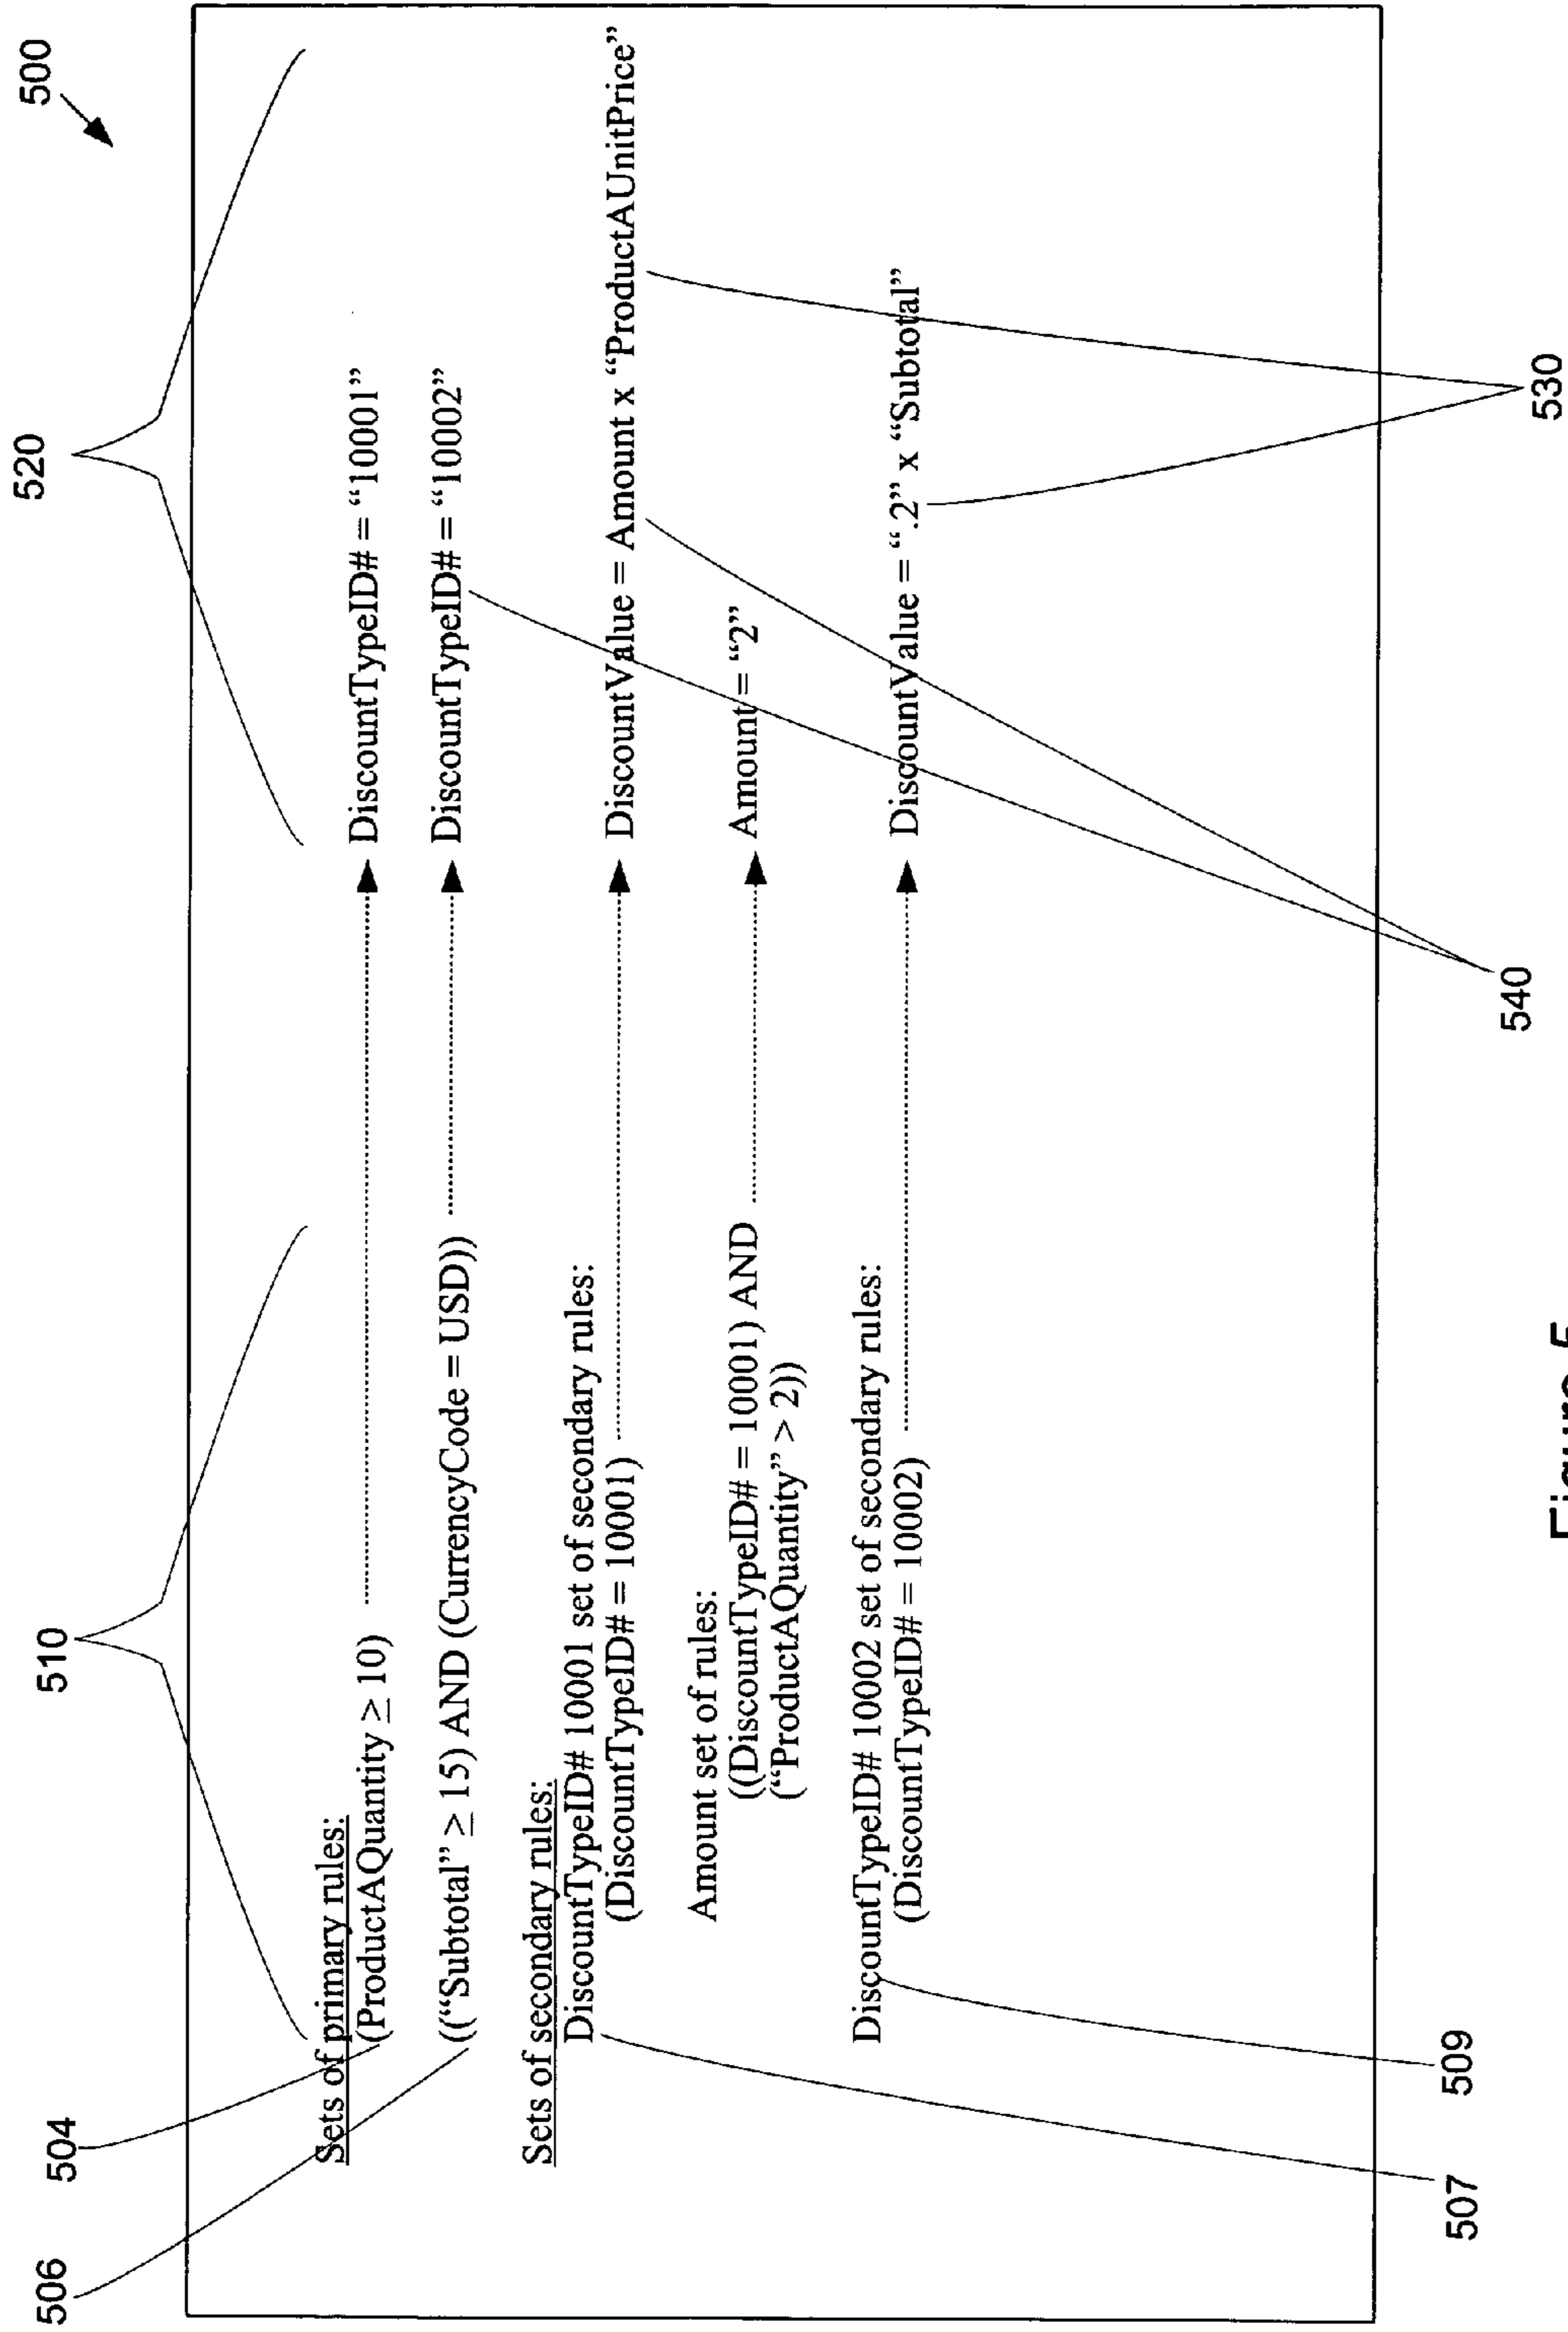 500
510
520
504
506
Sets of primary rules:
(ProductAQuantity ≥ 10) DiscountTypeID# = “10001”
((“Subtotal” ≥ 15) AND (CurrencyCode = USD)) DiscountTypeID# = “10002”
Sets of secondary rules:
DiscountTypeID# 10001 set of secondary rules:
(DiscountTypeID# = 10001) DiscountValue = Amount x “ProductAUnitPrice”
Amount set of rules:
((DiscountTypeID# = 10001) AND Amount = “2”
(“ProductAQuantity” > 2))
DiscountTypeID# 10002 set of secondary rules:
(DiscountTypeID# = 10002) DiscountValue = “.2” x “Subtotal”
507
509
540
530
Figure 5